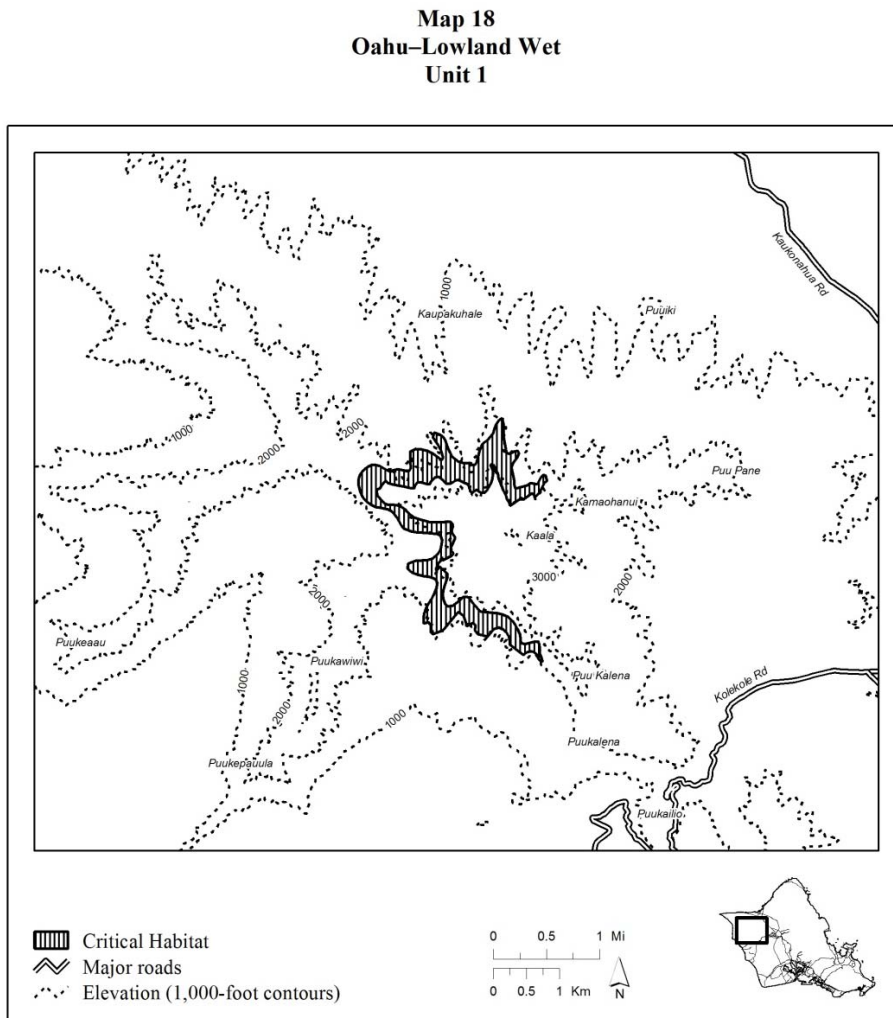 Map 18
Oahu–Lowland Wet
Unit 1
Kaukonahua Rd
1000
Kaupakuhale
Puuiki
1000
2000
2000
Puu Pane
Kamaohanui
Kaala
3000
2000
2000
Puukeaau
Puukawiwi
1000
Puu Kalena
Kolekole Rd
2000
1000
Puukalena
Puukepauula
Puukailio
Critical Habitat
Major roads
Elevation (1,000-foot contours)
0 0.5 1 Mi
0 0.5 1 Km
N